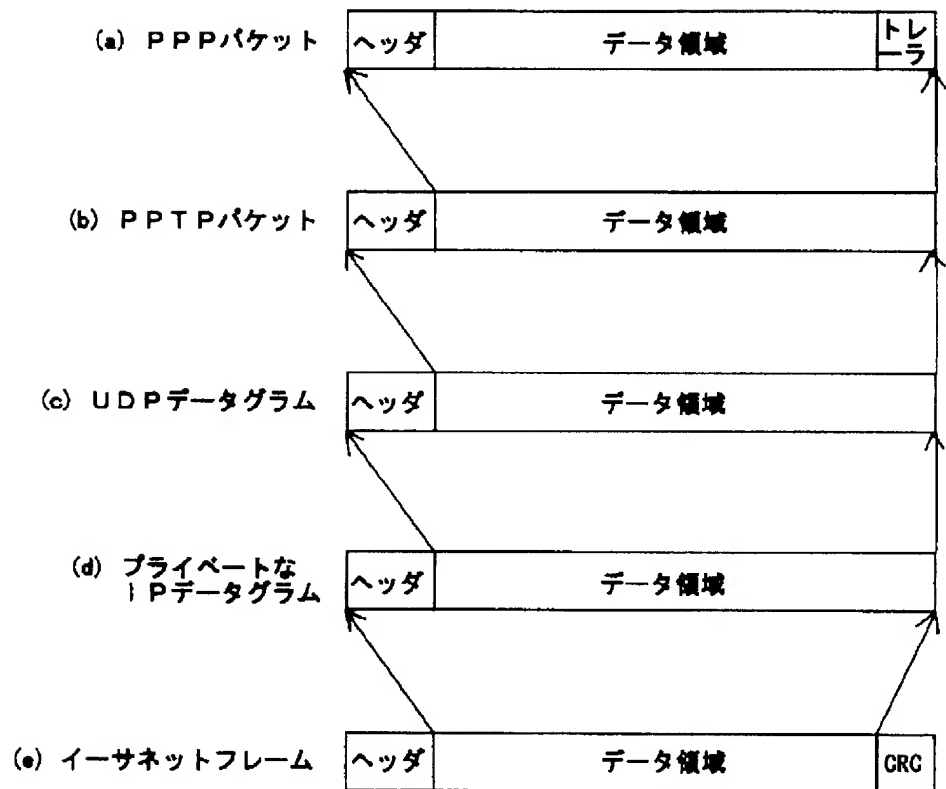 (a) PPPパケット ヘッダ データ領域 トレーラ
(b) PPTPパケット ヘッダ データ領域
(c) UDPデータグラム ヘッダ データ領域
(d) プライベートな
IPデータグラム ヘッダ データ領域
(e) イーサネットフレーム ヘッダ データ領域 CRC